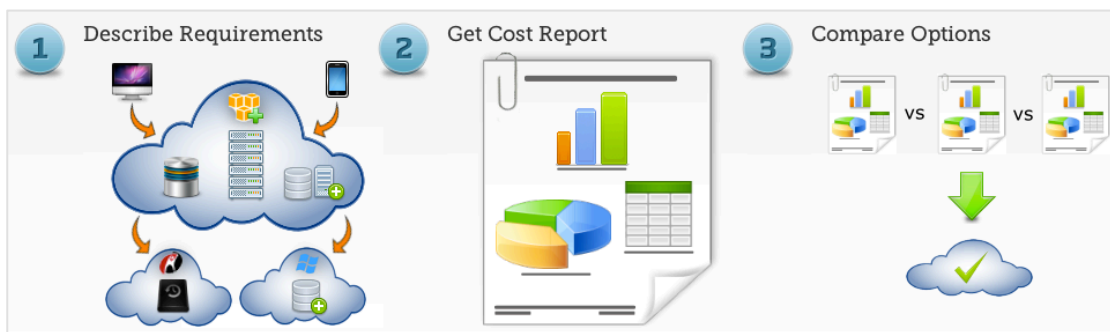 1
Describe Requirements
2
Get Cost Report
3
Compare Options
vs
vs